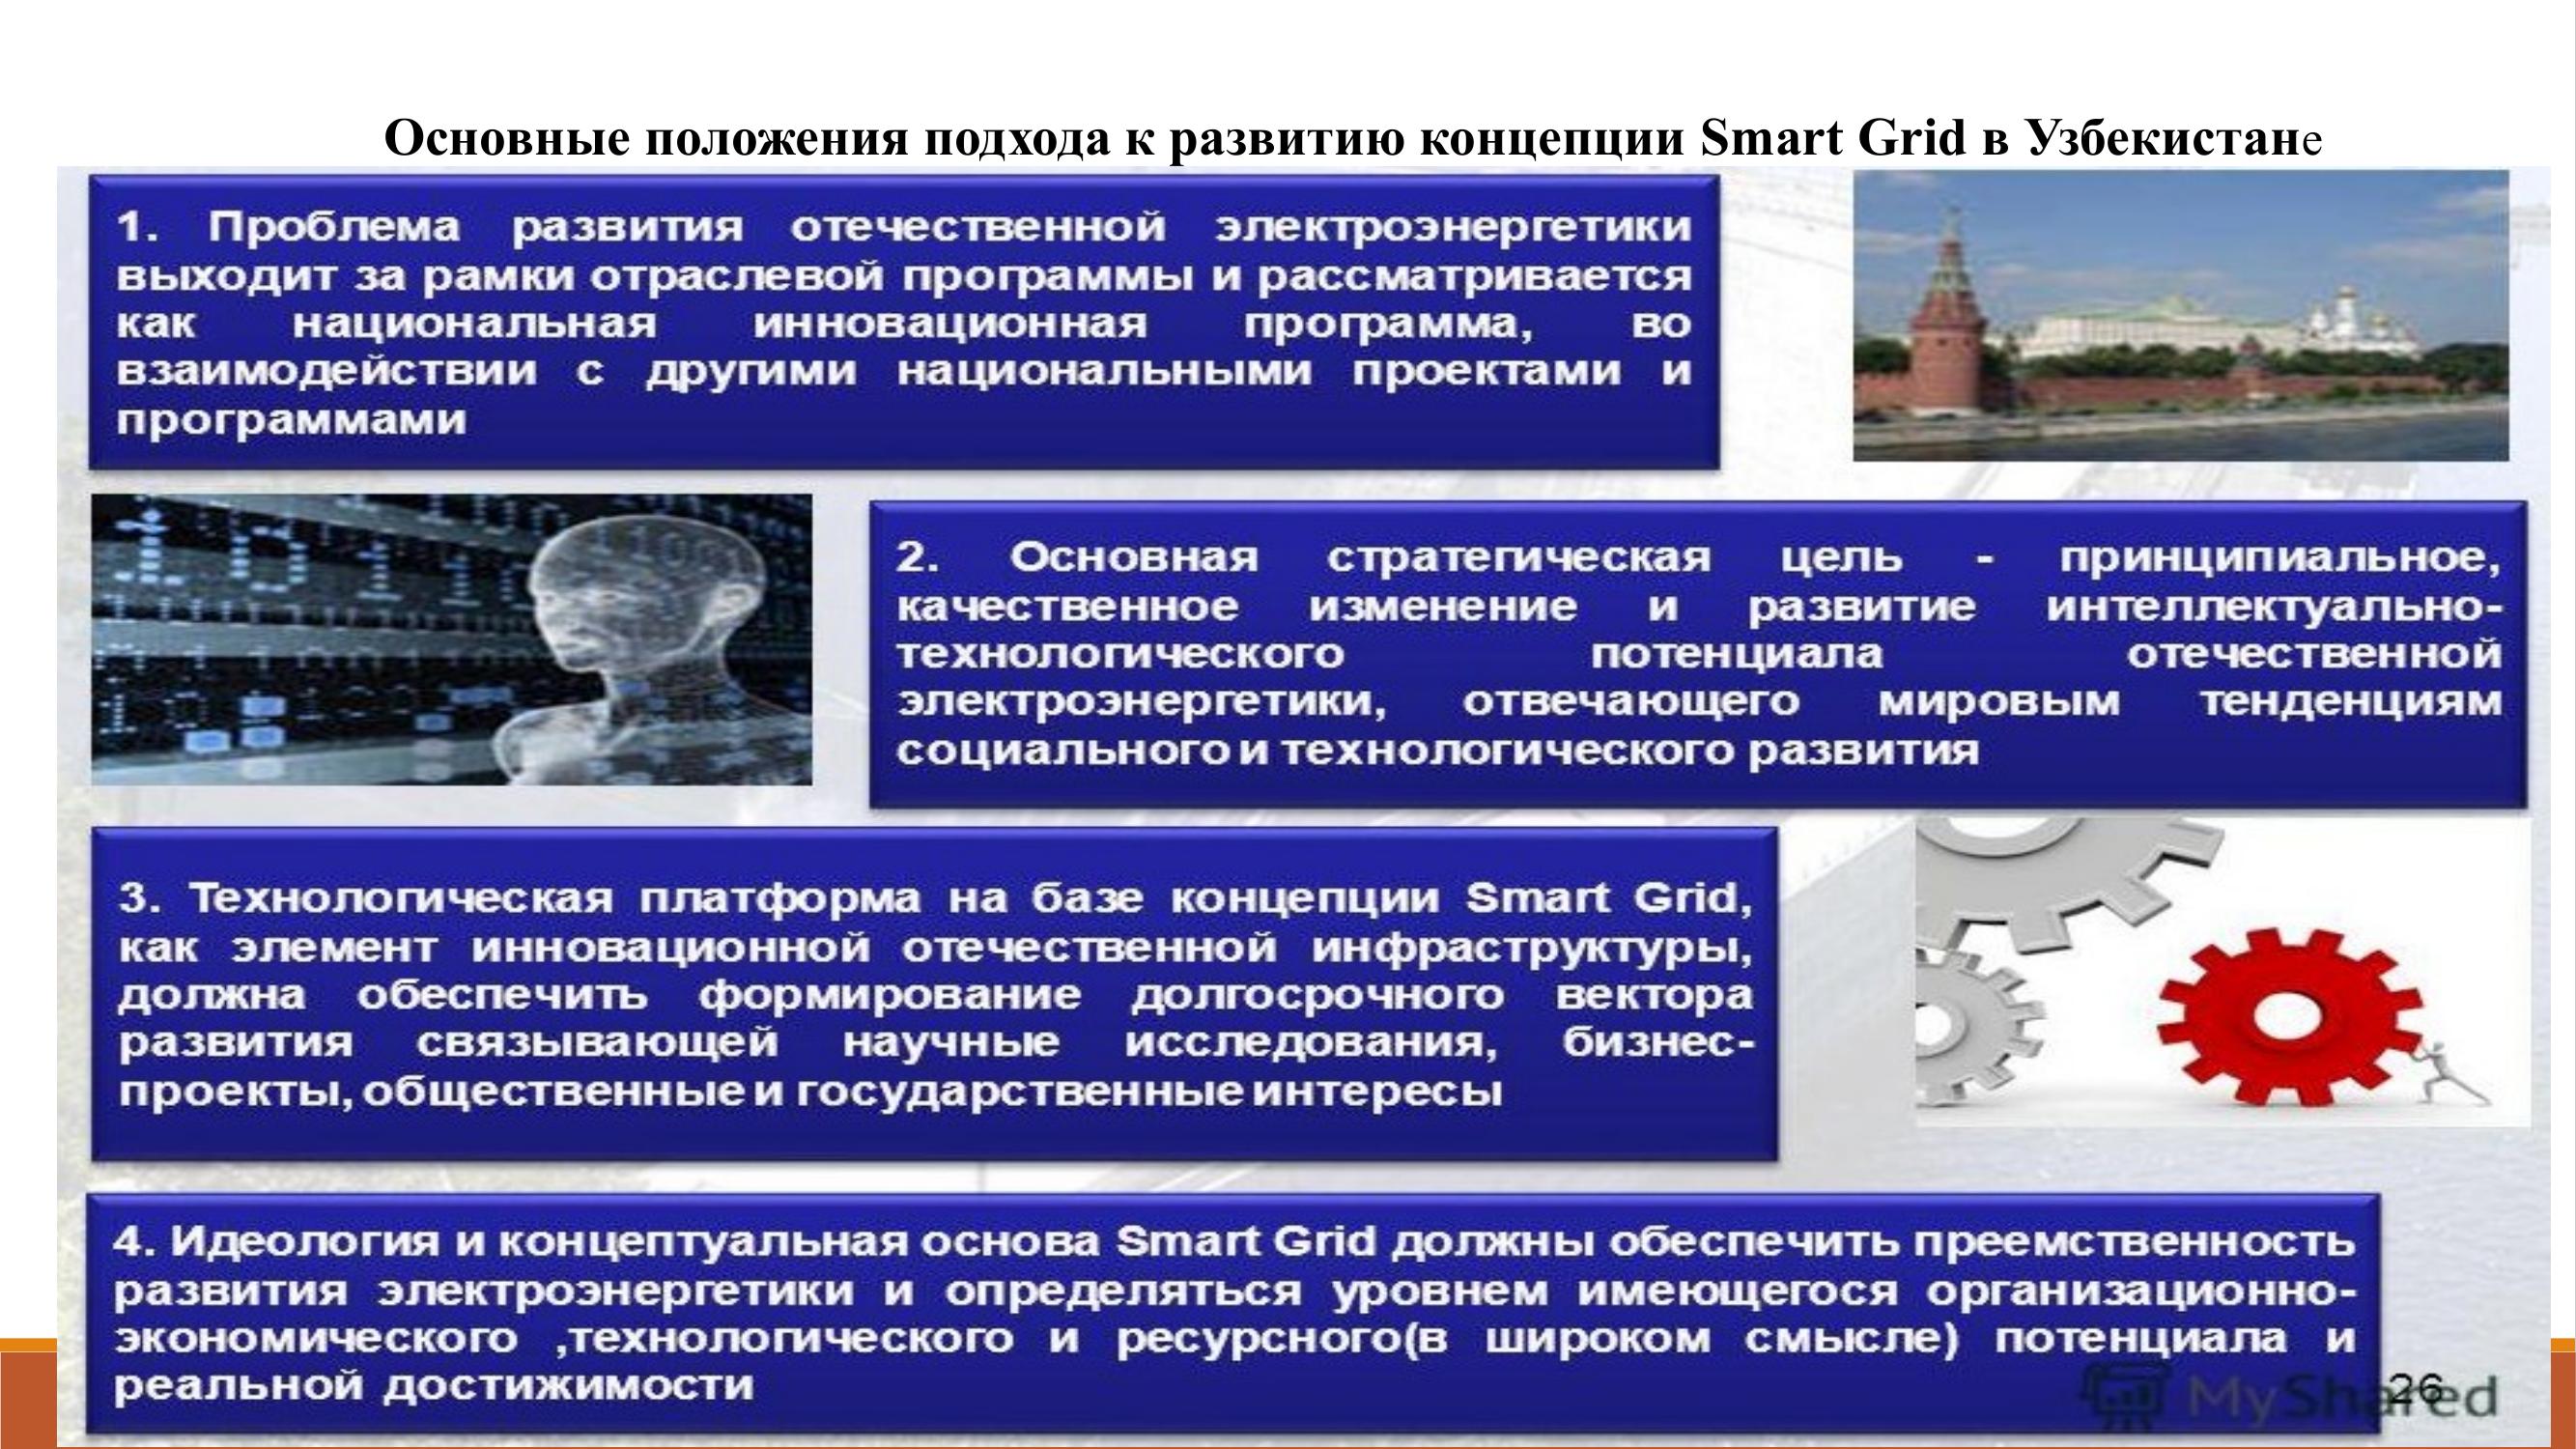 Основные положения подхода к развитию концепции Smart Grid в Узбекистане
1. Проблема развития отечественной электроэнергетики
выходит за рамки отраслевой программы и рассматривается
как национальная инновационная программа, во
взаимодействии с другими национальными проектами и
программами
2. Основная стратегическая цель - принципиальное,
качественное изменение и развитие интеллектуально-
технологического потенциала отечественной
электроэнергетики, отвечающего мировым тенденциям
социального и технологического развития
3. Технологическая платформа на базе концепции Smart Grid,
как элемент инновационной отечественной инфраструктуры,
должна обеспечить формирование долгосрочного вектора
развития связывающей научные исследования, бизнес-
проекты, общественные и государственные интересы
4. Идеология и концептуальная основа Smart Grid должны обеспечить преемственность
развития электроэнергетики и определяться уровнем имеющегося организационно-
экономического ,технологического и ресурсного(в широком смысле) потенциала и
реальной достижимости
MyShared
26